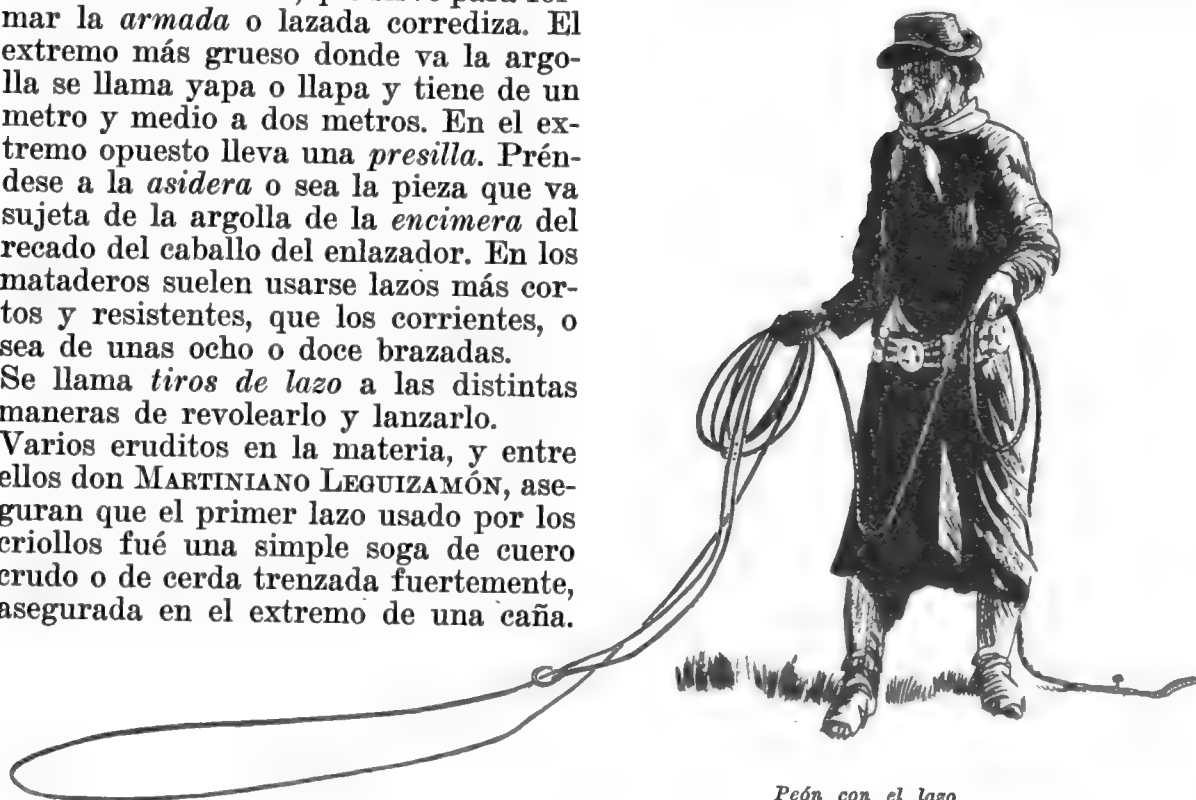 mar la armada o lazada corrediza. El
extremo más grueso donde va la argo-
lla se llama yapa o llapa y tiene de un
metro y medio a dos metros. En el ex-
tremo opuesto lleva una presilla. Prén-
dese a la asidera o sea la pieza que va
sujeta de la argolla de la encimera del
recado del caballo del enlazador. En los
mataderos suelen usarse lazos más cor-
tos y resistentes, que los corrientes, o
sea de unas ocho o doce brazadas.
Se llama tiros de lazo a las distintas
maneras de revolearlo y lanzarlo.
Varios eruditos en la materia, y entre
ellos don MARTINIANO LEGUIZAMÓN, ase-
guran que el primer lazo usado por los
criollos fué una simple soga de cuero
crudo o de cerda trenzada fuertemente,
asegurada en el extremo de una caña.
Peón con el lazo